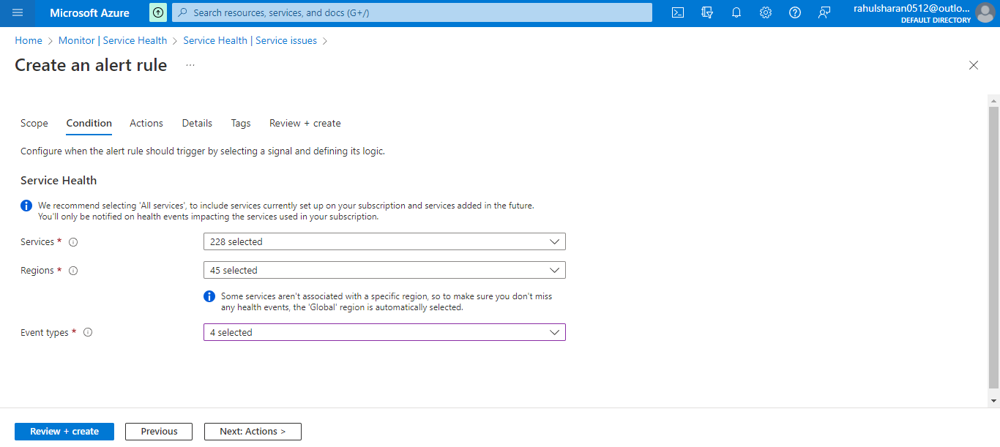 Microsoft Azure
Search resources, services, and docs (G+/)
rahulsharan0512@outlo...
DEFAULT DIRECTORY
Home > Monitor | Service Health > Service Health | Service issues >
Create an alert rule ...
Scope Condition Actions Details Tags Review + create
Configure when the alert rule should trigger by selecting a signal and defining its logic.
Service Health
We recommend selecting 'All services', to include services currently set up on your subscription and services added in the future.
You'll only be notified on health events impacting the services used in your subscription.
Services * 228 selected
Regions * 45 selected
Some services aren't associated with a specific region, so to make sure you don't miss
any health events, the 'Global' region is automatically selected.
Event types * 4 selected
Review + create Previous Next: Actions >